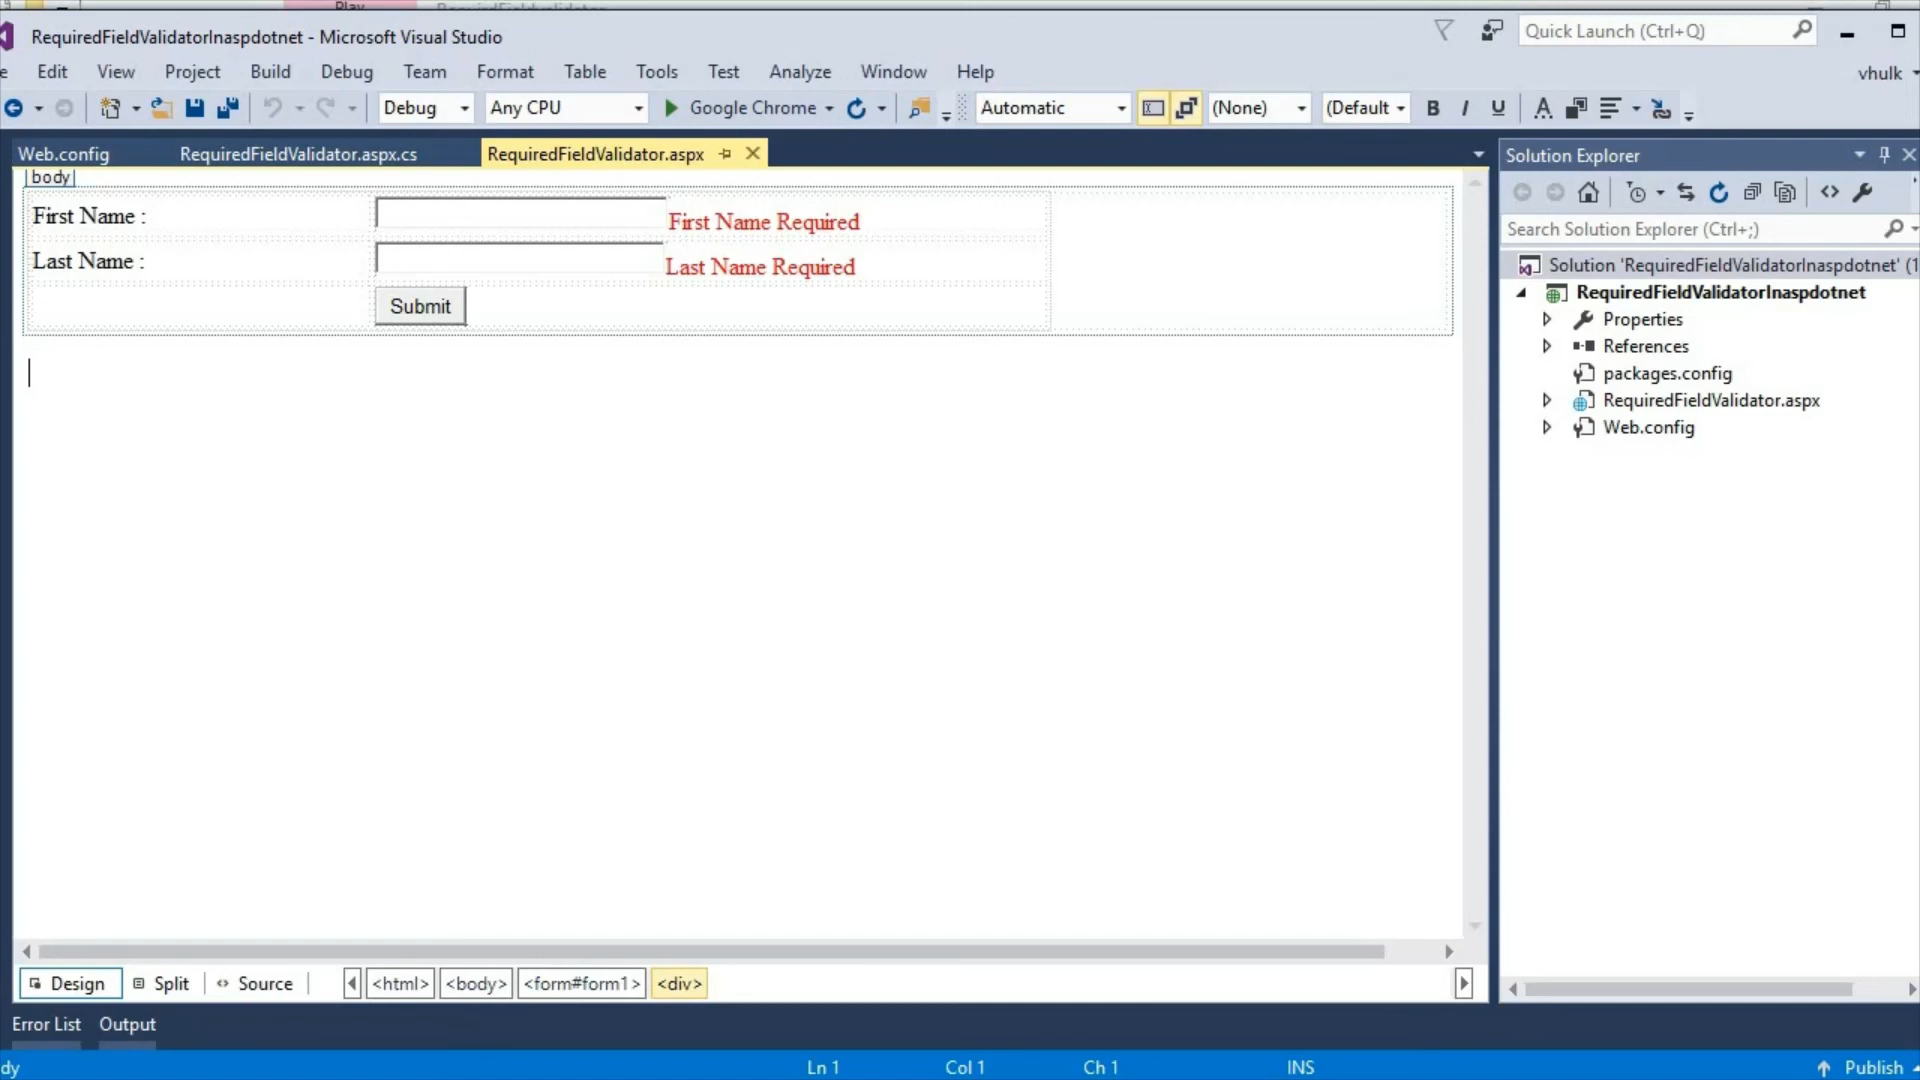 Play RequiredFieldValidator
RequiredFieldValidatorInaspdotnet - Microsoft Visual Studio
Quick Launch (Ctrl+Q)
e Edit View Project Build Debug Team Format Table Tools Test Analyze Window Help
vhulk
Debug Any CPU Google Chrome Automatic (None) (Default B I U A
Web.config RequiredFieldValidator.aspx.cs RequiredFieldValidator.aspx
Solution Explorer
body
First Name :
First Name Required
Last Name :
Last Name Required
Submit
Search Solution Explorer (Ctrl+;)
Solution 'RequiredFieldValidatorInaspdotnet' (1
RequiredFieldValidatorInaspdotnet
Properties
References
packages.config
RequiredFieldValidator.aspx
Web.config
Design Split Source <html> <body> <form#form1> <div>
Error List Output
dy Ln 1 Col 1 Ch 1 INS Publish